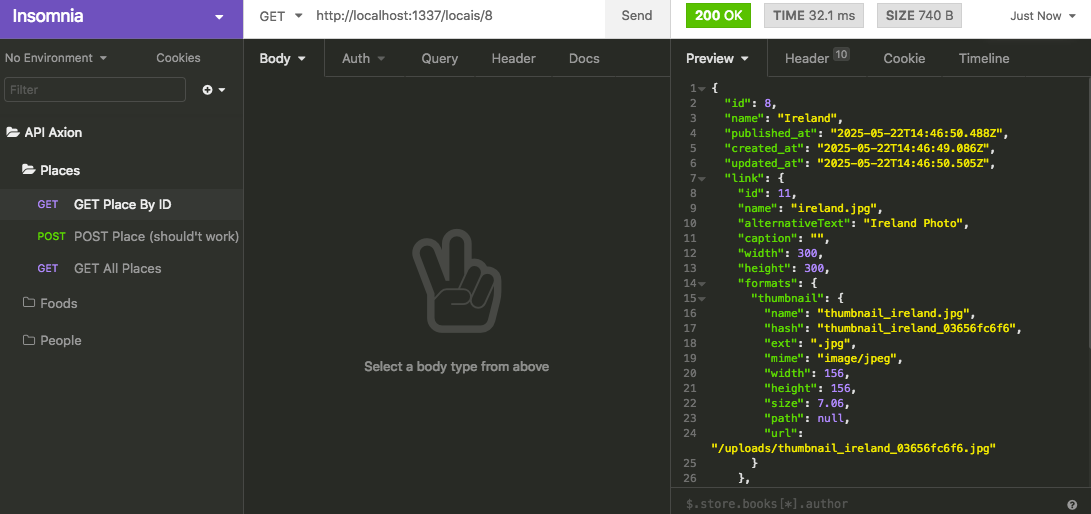 Insomnia
GET http://localhost:1337/locais/8 Send
200 OK TIME 32.1 ms SIZE 740 B Just Now
No Environment Cookies
Filter
API Axion
Places
GET GET Place By ID
POST POST Place (should't work)
GET GET All Places
Foods
People
Body Auth Query Header Docs
Select a body type from above
Preview Header 10 Cookie Timeline
1 {
2 "id": 8,
3 "name": "Ireland",
4 "published_at": "2025-05-22T14:46:50.488Z",
5 "created_at": "2025-05-22T14:46:49.086Z",
6 "updated_at": "2025-05-22T14:46:50.505Z",
7 "link": {
8 "id": 11,
9 "name": "ireland.jpg",
10 "alternativeText": "Ireland Photo",
11 "caption": "",
12 "width": 300,
13 "height": 300,
14 "formats": {
15 "thumbnail": {
16 "name": "thumbnail_ireland.jpg",
17 "hash": "thumbnail_ireland_03656fc6f6",
18 "ext": ".jpg",
19 "mime": "image/jpeg",
20 "width": 156,
21 "height": 156,
22 "size": 7.06,
23 "path": null,
24 "url":
"/uploads/thumbnail_ireland_03656fc6f6.jpg"
25 }
26 },
$.store.books[*].author